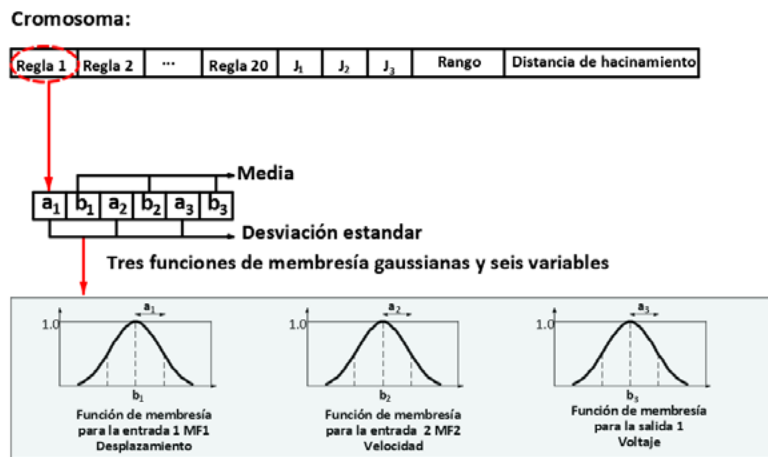 Cromosoma:
Regla 1 Regla 2 ... Regla 20 J1 J2 J3 Rango Distancia de hacinamiento
Media
a1 b1 a2 b2 a3 b3
Desviación estandar
Tres funciones de membresía gaussianas y seis variables
a1 a2 a3
1.0 1.0 1.0
b1 b2 b3
Función de membresía
para la entrada 1 MF1
Desplazamiento
Función de membresía
para la entrada 2 MF2
Velocidad
Función de membresía
para la salida 1
Voltaje